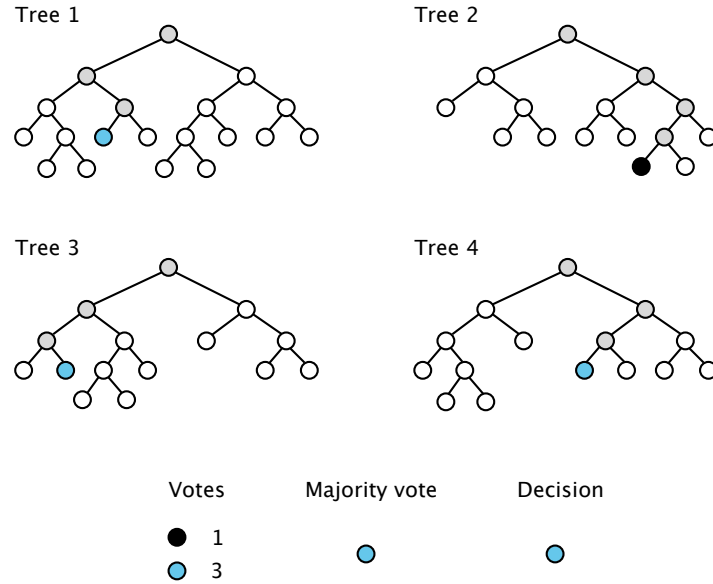 Tree 1
Tree 2
Tree 3
Tree 4
Votes
Majority vote
Decision
1
3